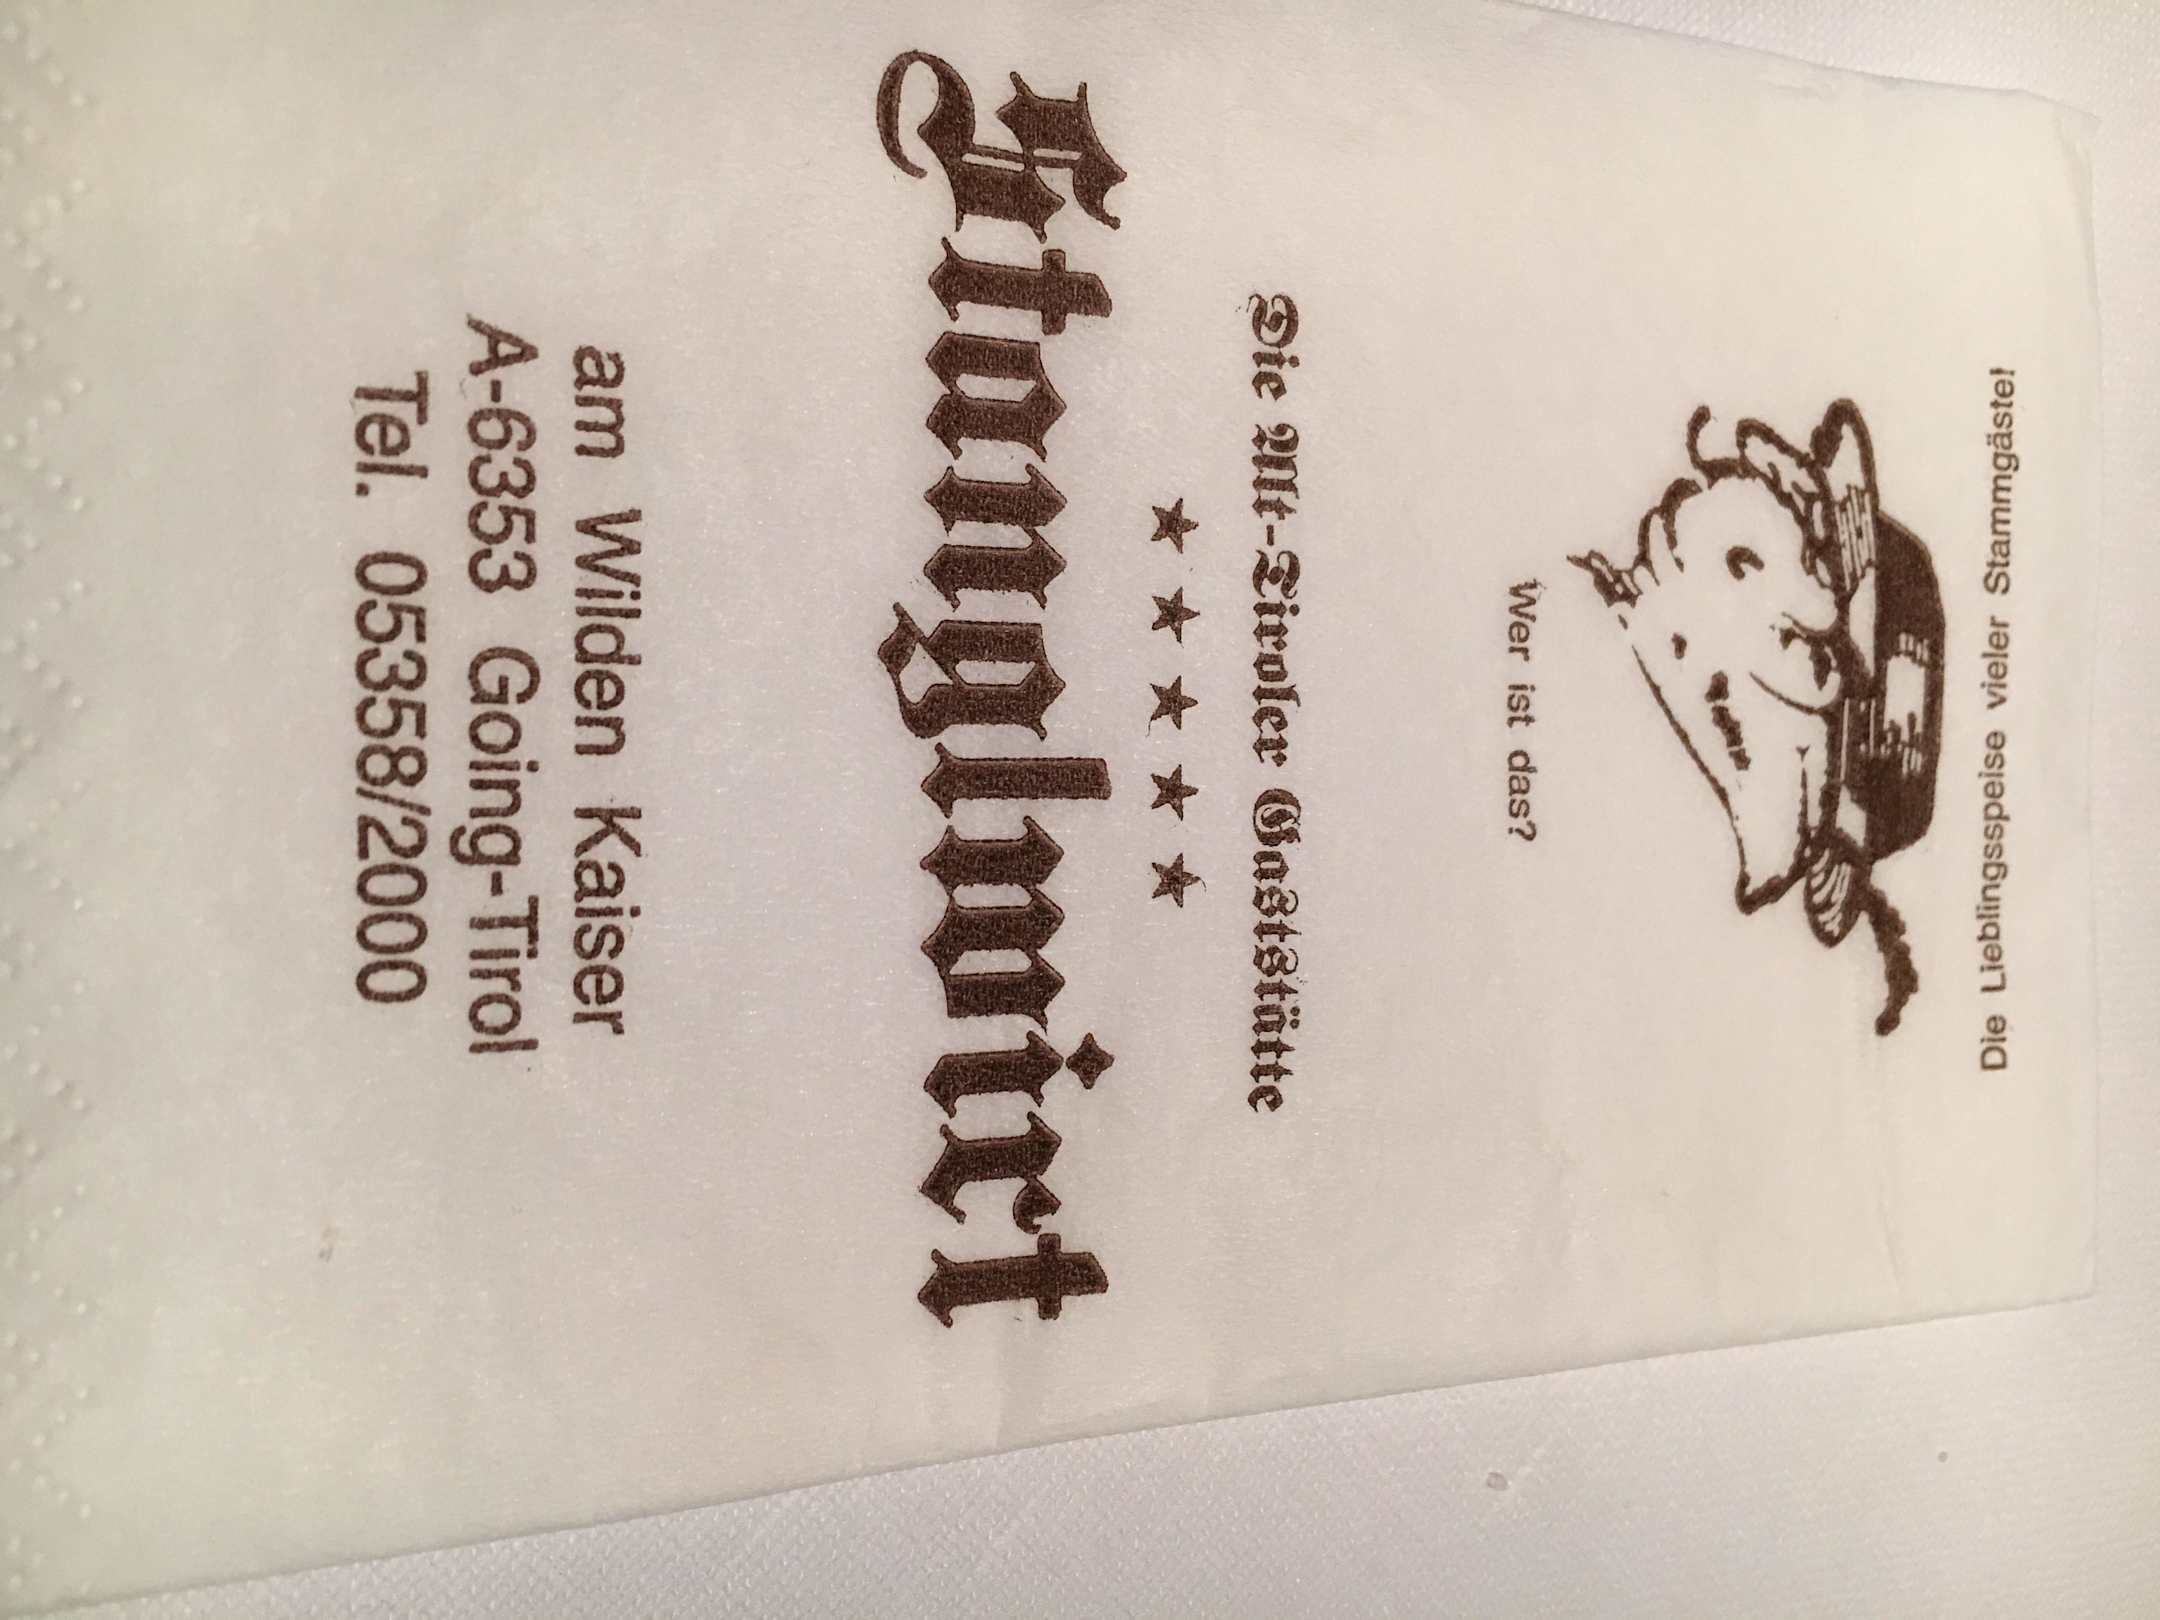 Die Lieblingsspeise vieler Stammgäste!
Wer ist das?
Die Alt-Tiroler Gaststätte
★ ★ ★ ★ ★
Stanglwirt
am Wilden Kaiser
A-6353 Going-Tirol
Tel. 05358/2000